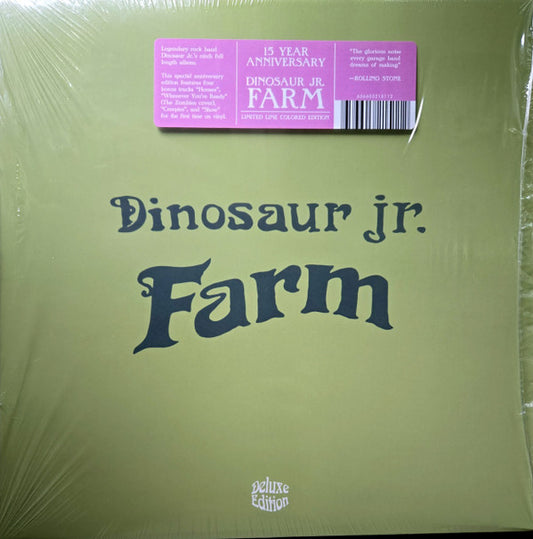 Legendary rock band
Dinosaur Jr.'s ninth full
length album.
This special anniversary
edition features four
bonus tracks "Houses",
"Whenever You're Ready"
(The Zombies cover),
"Creepies", and "Show"
for the first time on vinyl.
15 YEAR
ANNIVERSARY
DINOSAUR JR.
FARM
LIMITED LIME COLORED EDITION
"The glorious noise
every garage band
dreams of making"
—ROLLING STONE
656605218112
Dinosaur jr.
Farm
Deluxe
Edition